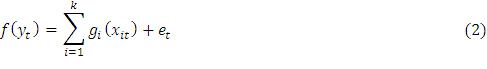 f(y_t) = \sum_{i=1}^{k} g_i(x_{it}) + e_t (2)